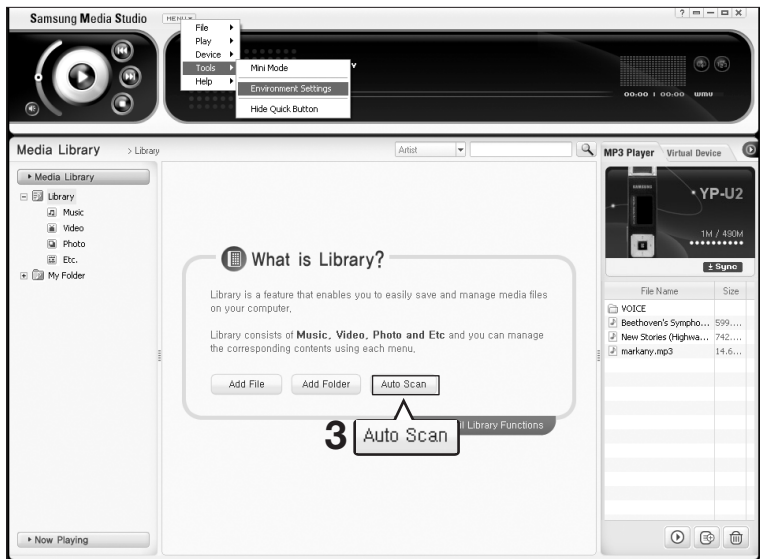 Samsung Media Studio
MENU
File
Play
Device
Tools
Help
Mini Mode
Environment Settings
Hide Quick Button
00:00 | 00:00 WMV
Media Library > Library
Artist
Media Library
Library
Music
Video
Photo
Etc.
My Folder
What is Library?
Library is a feature that enables you to easily save and manage media files
on your computer.
Library consists of Music, Video, Photo and Etc and you can manage
the corresponding contents using each menu.
Add File Add Folder Auto Scan
Library Functions
3 Auto Scan
Now Playing
MP3 Player Virtual Device
SAMSUNG
YP-U2
1M / 490M
Sync
File Name Size
VOICE
Beethoven's Sympho... 599....
New Stories (Highwa... 742....
markany.mp3 14.6...